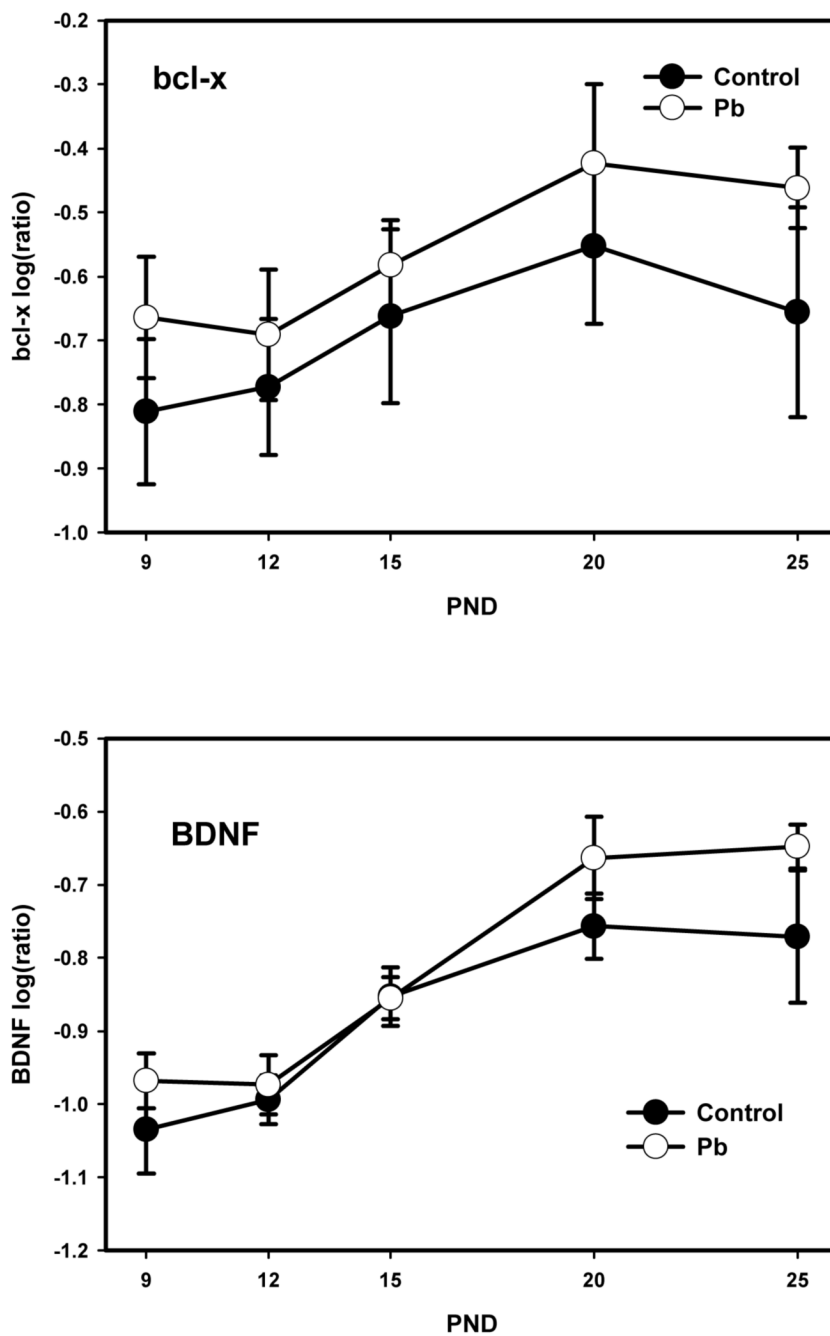 bcl-x
Control
Pb
bcl-x log(ratio)
-0.2
-0.3
-0.4
-0.5
-0.6
-0.7
-0.8
-0.9
-1.0
9 12 15 20 25
PND
BDNF
BDNF log(ratio)
-0.5
-0.6
-0.7
-0.8
-0.9
-1.0
-1.1
-1.2
Control
Pb
9 12 15 20 25
PND